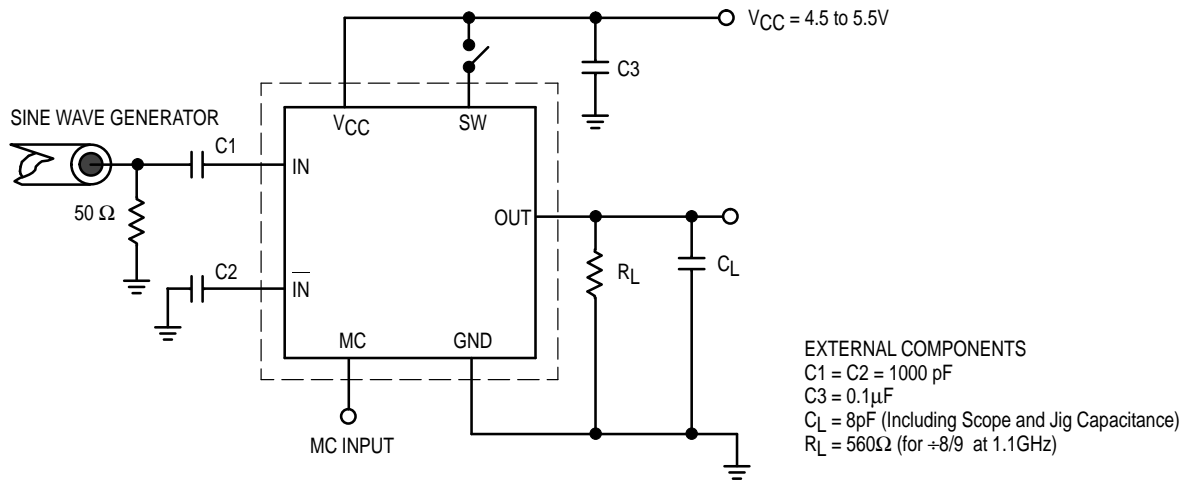 VCC = 4.5 to 5.5V
C3
SINE WAVE GENERATOR
C1
VCC
SW
IN
50 Ω
OUT
C2
IN
RL
CL
MC
GND
MC INPUT
EXTERNAL COMPONENTS
C1 = C2 = 1000 pF
C3 = 0.1µF
CL = 8pF (Including Scope and Jig Capacitance)
RL = 560Ω (for ÷8/9 at 1.1GHz)